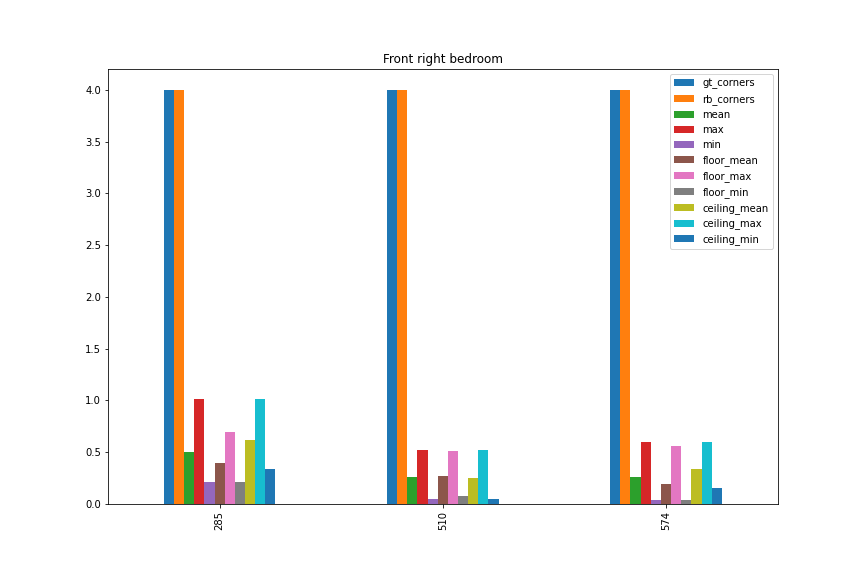 Front right bedroom
gt_corners
rb_corners
mean
max
min
floor_mean
floor_max
floor_min
ceiling_mean
ceiling_max
ceiling_min
4.0
3.5
3.0
2.5
2.0
1.5
1.0
0.5
0.0
285
510
574